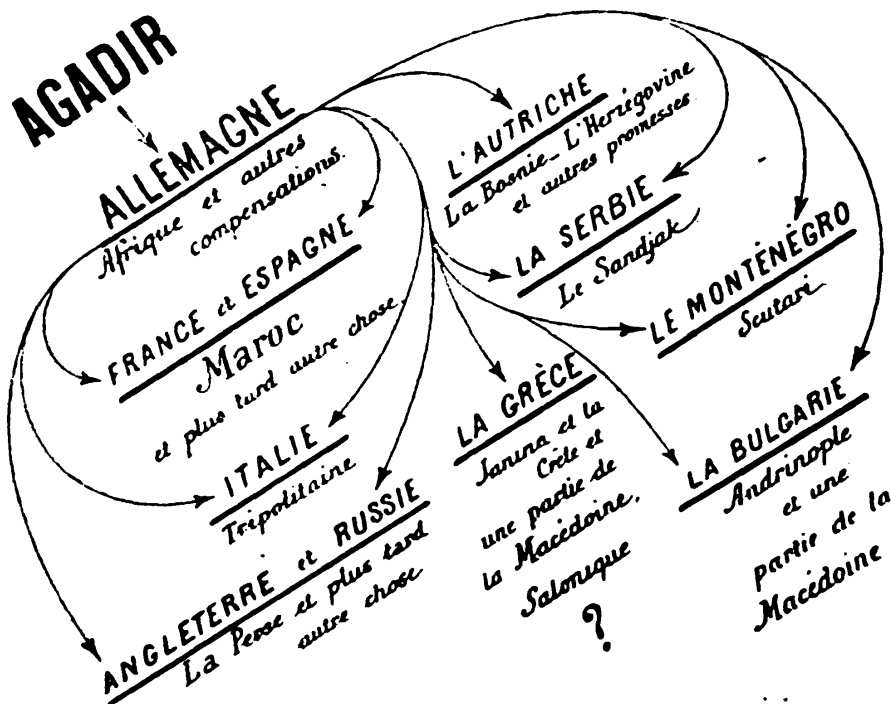 AGADIR
ALLEMAGNE
Afrique et autres
compensations.
FRANCE et ESPAGNE
Maroc
et plus tard autre chose.
ITALIE
Tripolitaine
ANGLETERRE et RUSSIE
La Perse et plus tard
autre chose
L'AUTRICHE
La Bosnie_ L'Herzégovine
et autres promesses
LA SERBIE
Le Sandjak
LE MONTÉNÉGRO
Scutari
LA GRÈCE
Janina et la
Crète et
une partie de
la Macédoine.
Salonique
?
LA BULGARIE
Andrinople
et une
partie de la
Macédoine